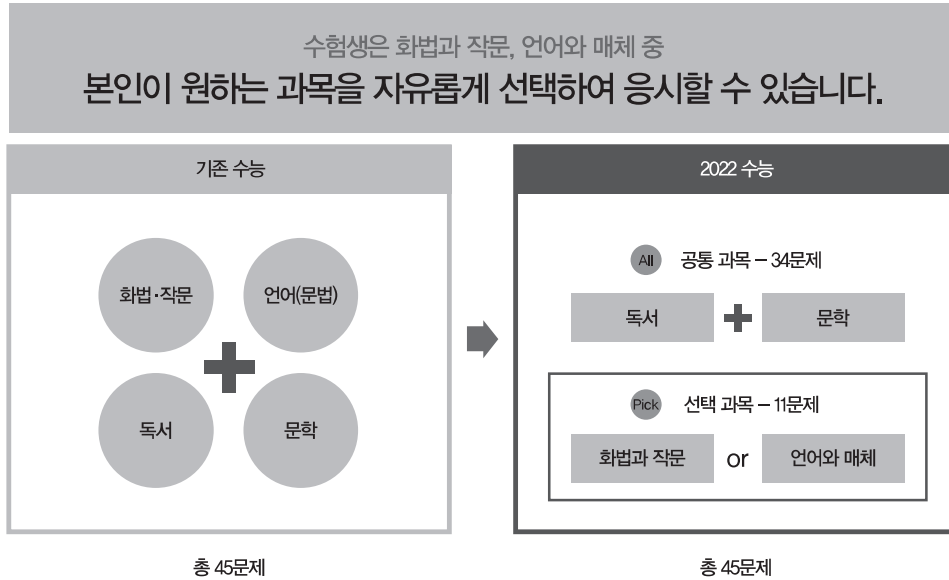 수험생은 화법과 작문, 언어와 매체 중
본인이 원하는 과목을 자유롭게 선택하여 응시할 수 있습니다.
기존 수능
화법·작문
언어(문법)
독서
문학
총 45문제
2022 수능
All 공통 과목 – 34문제
독서
문학
Pick 선택 과목 – 11문제
화법과 작문 or 언어와 매체
총 45문제